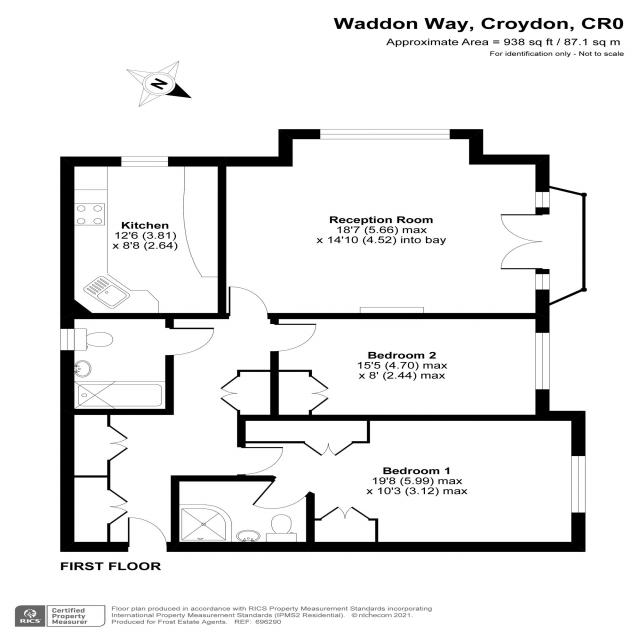 Waddon Way, Croydon, CR0
Approximate Area = 938 sq ft / 87.1 sq m
For identification only - Not to scale
N
Kitchen
12'6 (3.81)
x 8'8 (2.64)
Reception Room
18'7 (5.66) max
x 14'10 (4.52) into bay
Bedroom 2
15'5 (4.70) max
x 8' (2.44) max
Bedroom 1
19'8 (5.99) max
x 10'3 (3.12) max
FIRST FLOOR
RICS
Certified
Property
Measurer
Floor plan produced in accordance with RICS Property Measurement Standards incorporating
International Property Measurement Standards (IPMS2 Residential). © nichecom 2021.
Produced for Frost Estate Agents. REF: 696290